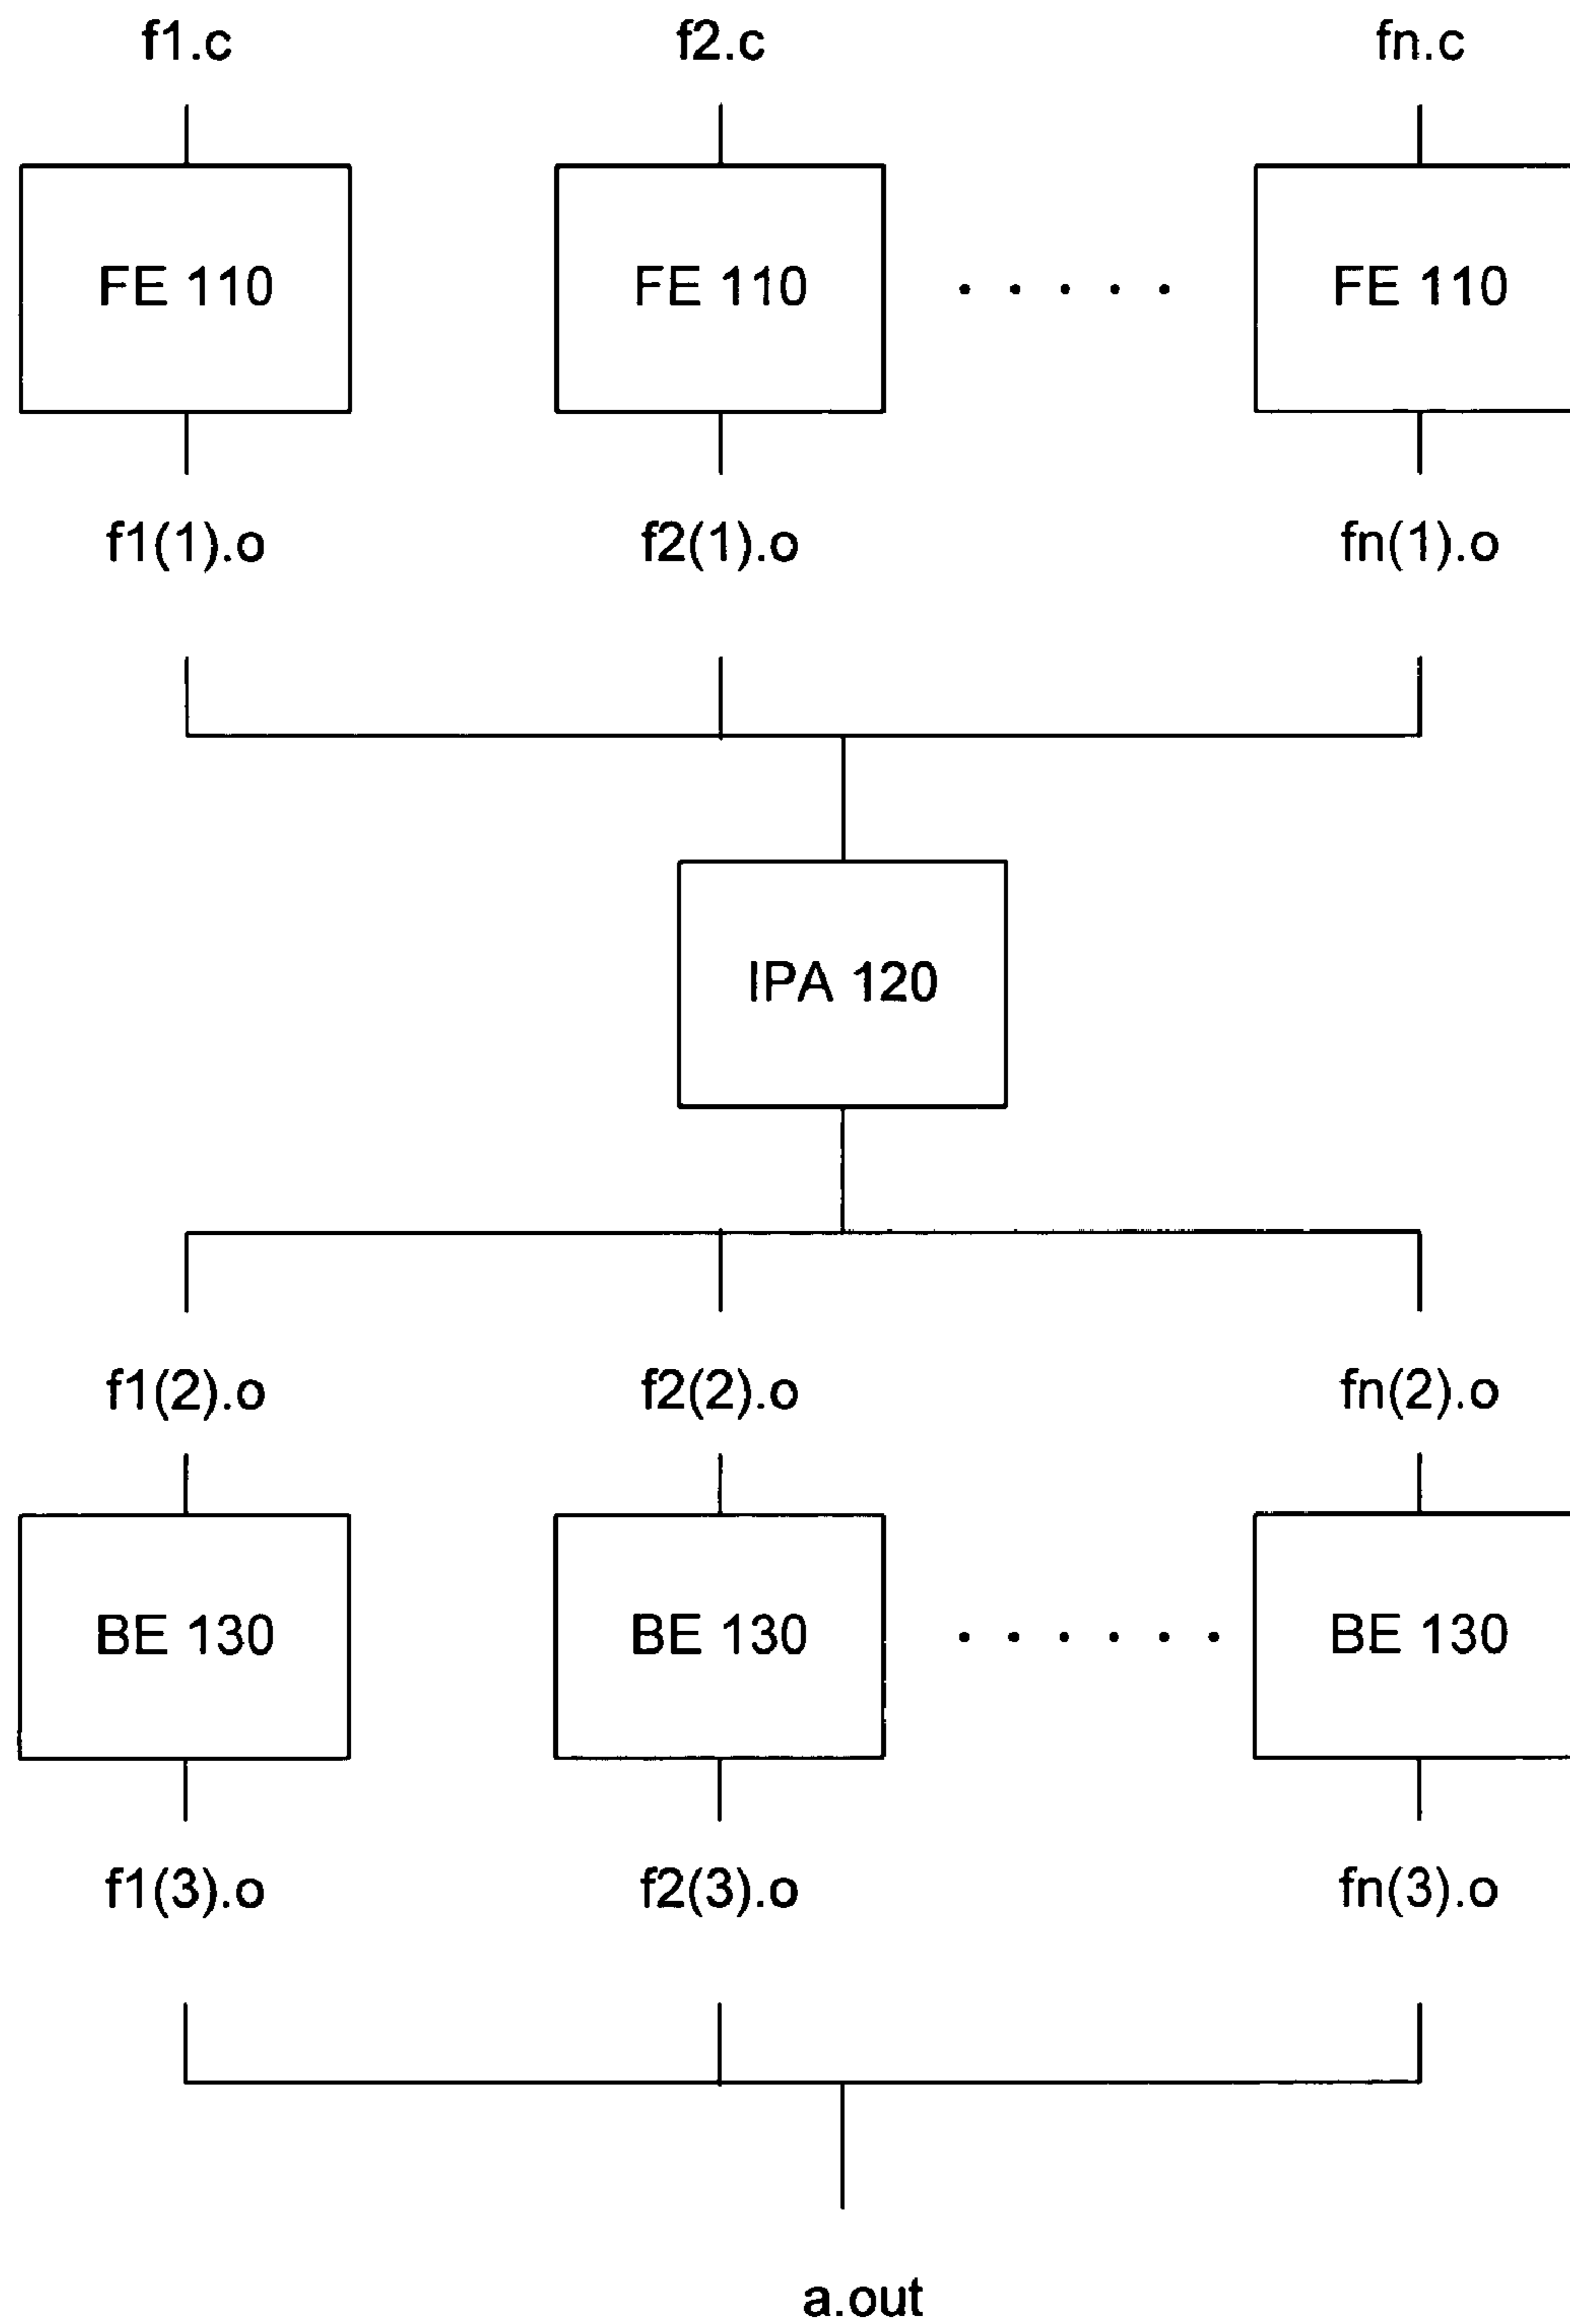 f1.c f2.c fn.c
FE 110 FE 110 FE 110
f1(1).o f2(1).o fn(1).o
IPA 120
f1(2).o f2(2).o fn(2).o
BE 130 BE 130 BE 130
f1(3).o f2(3).o fn(3).o
a.out